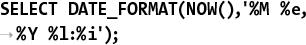 SELECT DATE_FORMAT(NOW(),'%M %e,
→%Y %l:%i');